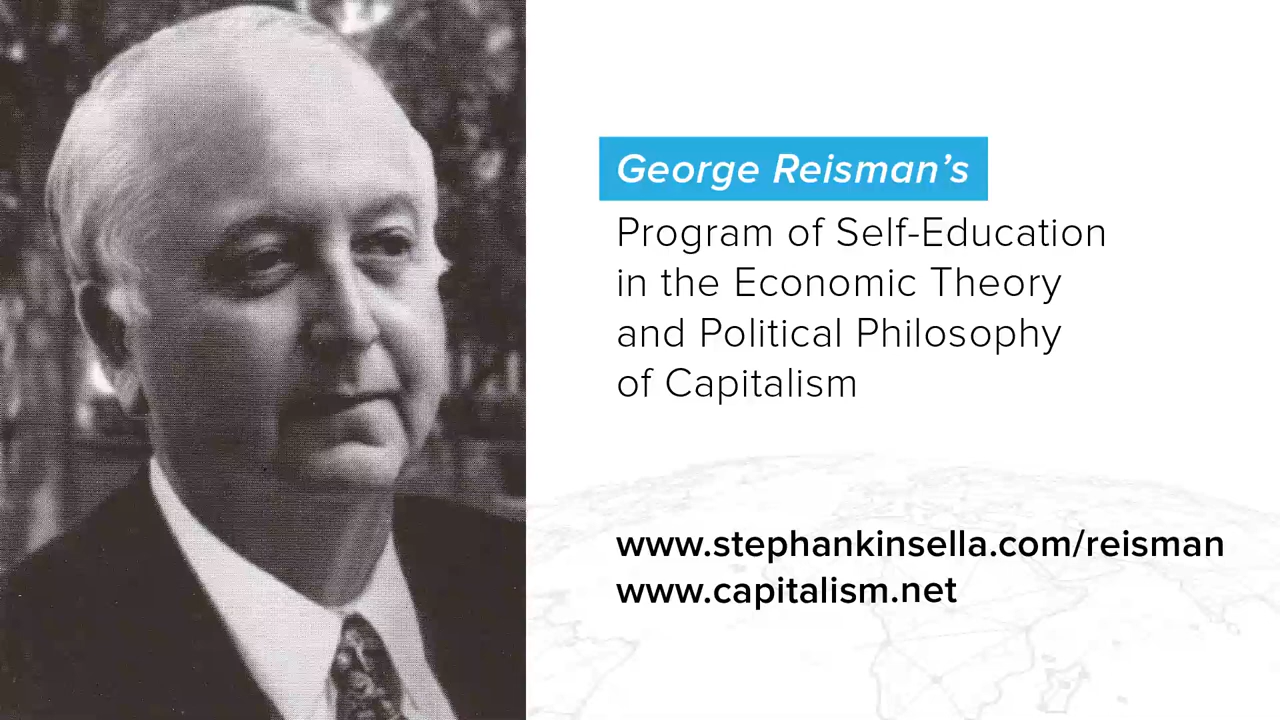 George Reisman’s
Program of Self-Education
in the Economic Theory
and Political Philosophy
of Capitalism
www.stephankinsella.com/reisman
www.capitalism.net